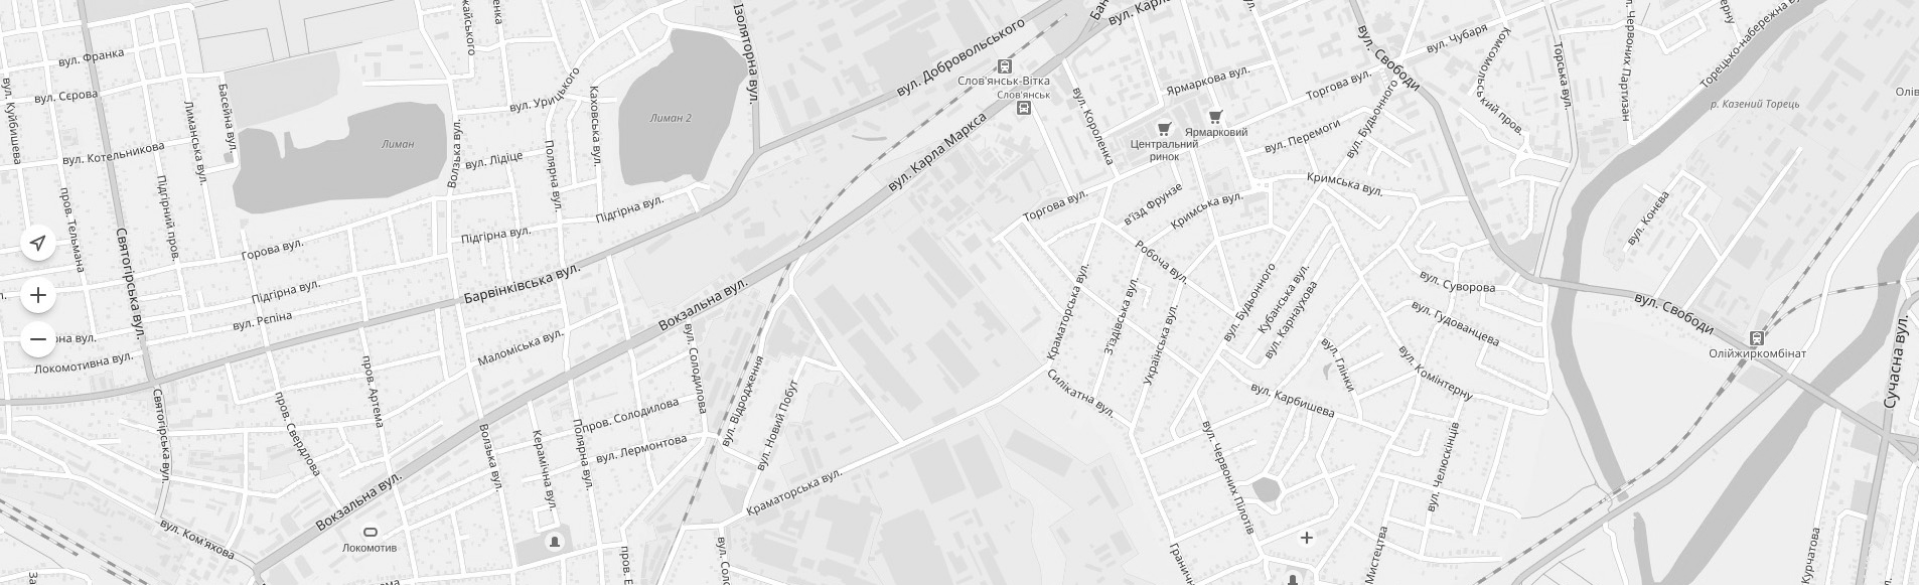 вул. Франка
вул. Сєрова
вул. Куйбишева
Басейна вул.
Лиманська вул.
вул. Котельникова
Підгірний пров.
пров. Тельмана
Святогірська вул.
Горова вул.
Підгірна вул.
вул. Рєпіна
Локомотивна вул.
Лиман
Волзька вул.
вул. Урицького
вул. Лідіце
Полярна вул.
Каховська вул.
Лиман 2
Ізоляторна вул.
Підгірна вул.
Підгірна вул.
Барвінківська вул.
Маломіська вул.
Вокзальна вул.
вул. Добровольського
Слов'янськ-Вітка
Слов'янськ
вул. Карла Маркса
вул. Короленка
Ярмаркова вул.
Торгова вул.
Ярмарковий
Центральний
ринок
вул. Перемоги
вул. Будьонного
вул. Свободи
вул. Чубаря
Комсомольський пров.
Торська вул.
вул. Червоних Партизан
Торецько-набережна
р. Казений Торець
Торгова вул.
в'їзд Фрунзе
Кримська вул.
Кримська вул.
Робоча вул.
вул. Конєва
вул. Суворова
вул. Гудованцева
вул. Свободи
Олійжиркомбінат
Сучасна вул.
Краматорська вул.
З'їздівська вул.
Українська вул.
вул. Будьонного
Кубанська вул.
вул. Карнаухова
вул. Глінки
вул. Комінтерну
вул. Карбишева
Силікатна вул.
вул. Солодилова
вул. Відродження
вул. Новий Побут
пров. Артема
пров. Свердлова
Святогірська вул.
пров. Солодилова
вул. Лермонтова
Волзька вул.
Керамічна вул.
Полярна вул.
Вокзальна вул.
Краматорська вул.
вул. Ком'яхова
Локомотив
вул. Червоних Пілотів
вул. Челюскінців
Мистецтва
Курчатова